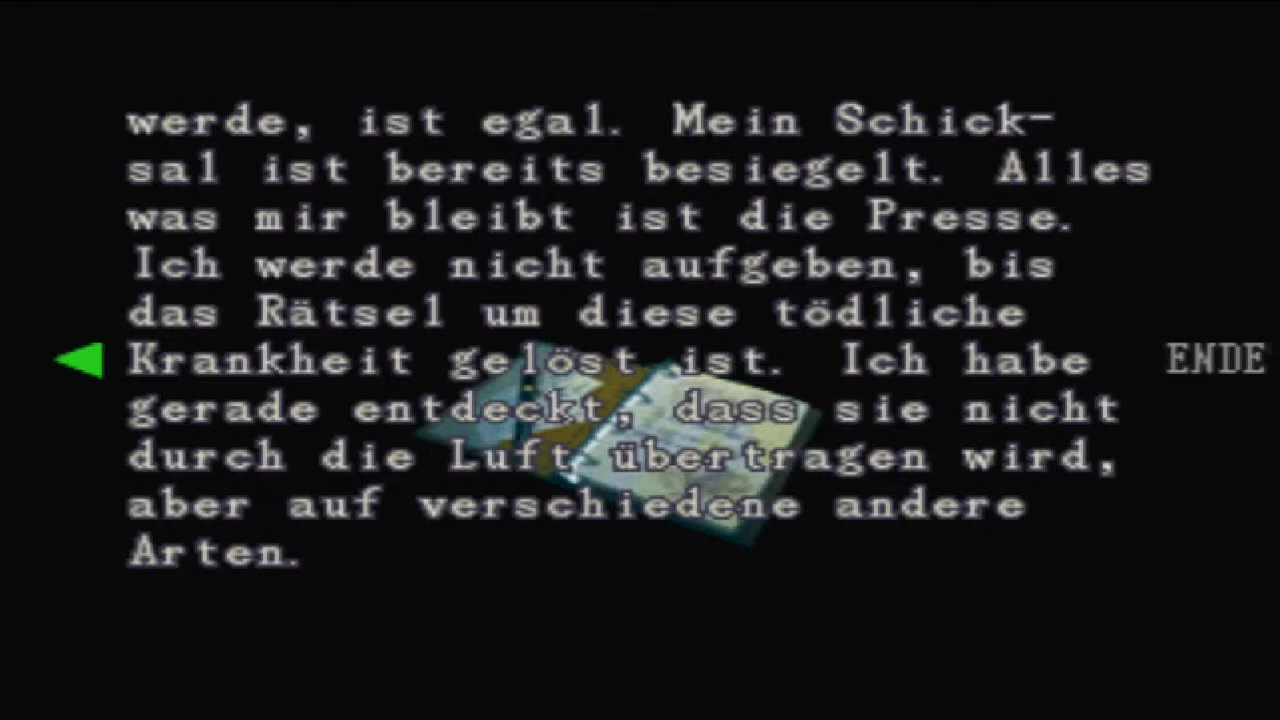 werde, ist egal. Mein Schick-
sal ist bereits besiegelt. Alles
was mir bleibt ist die Presse.
Ich werde nicht aufgeben, bis
das Rätsel um diese tödliche
Krankheit gelöst ist. Ich habe
ENDE
gerade entdeckt, dass sie nicht
durch die Luft übertragen wird,
aber auf verschiedene andere
Arten.